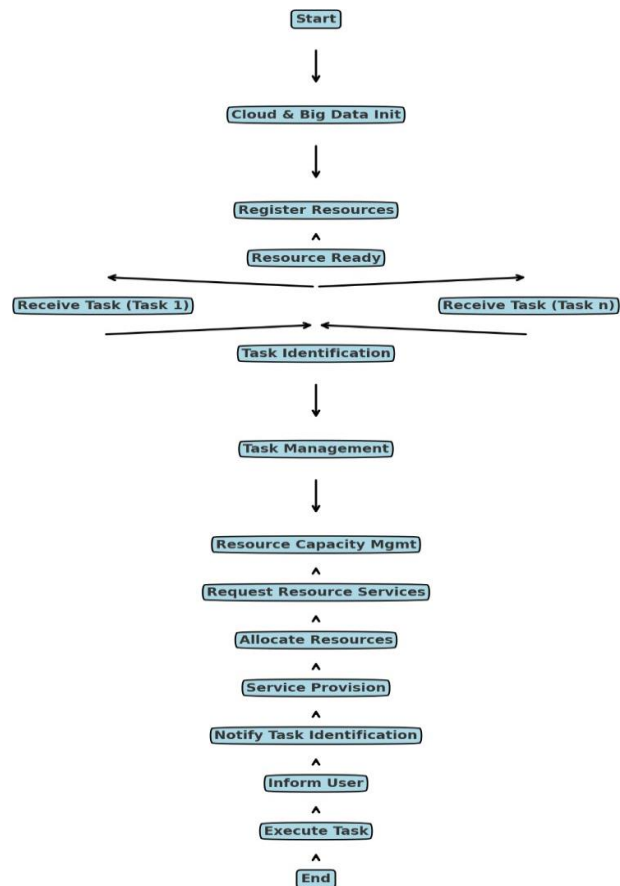 Start
Cloud & Big Data Init
Register Resources
Resource Ready
Receive Task (Task 1)
Receive Task (Task n)
Task Identification
Task Management
Resource Capacity Mgmt
Request Resource Services
Allocate Resources
Service Provision
Notify Task Identification
Inform User
Execute Task
End